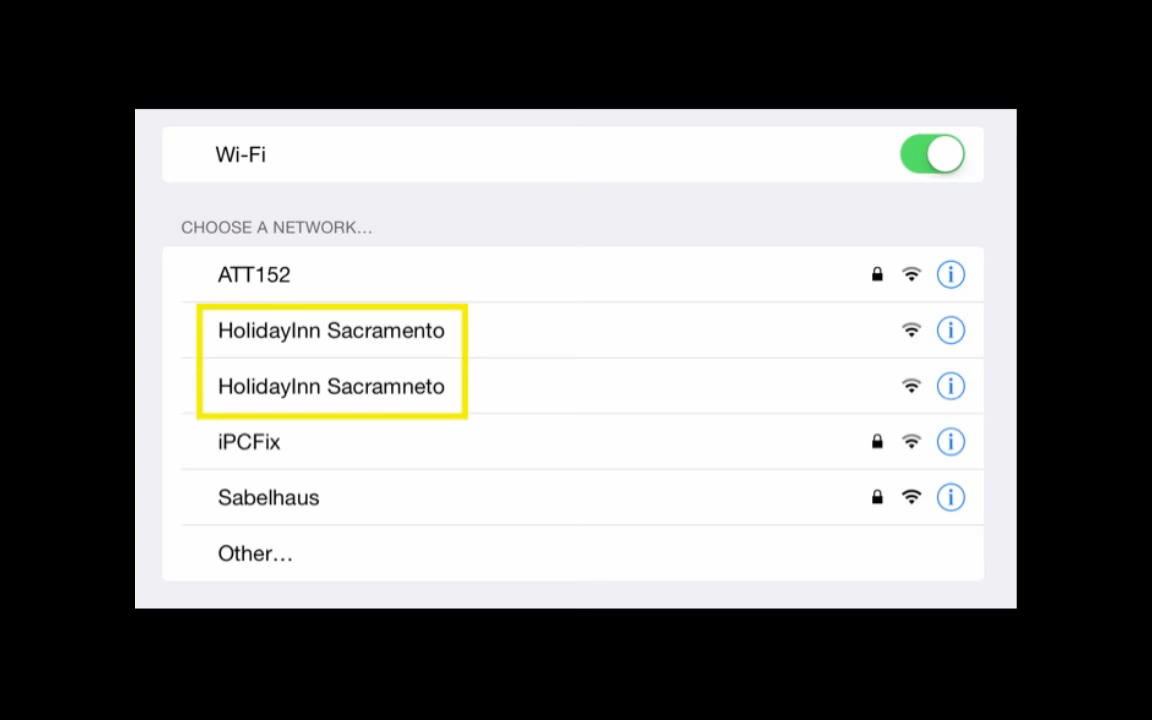 Wi-Fi
CHOOSE A NETWORK...
ATT152
HolidayInn Sacramento
HolidayInn Sacramneto
iPCFix
Sabelhaus
Other...